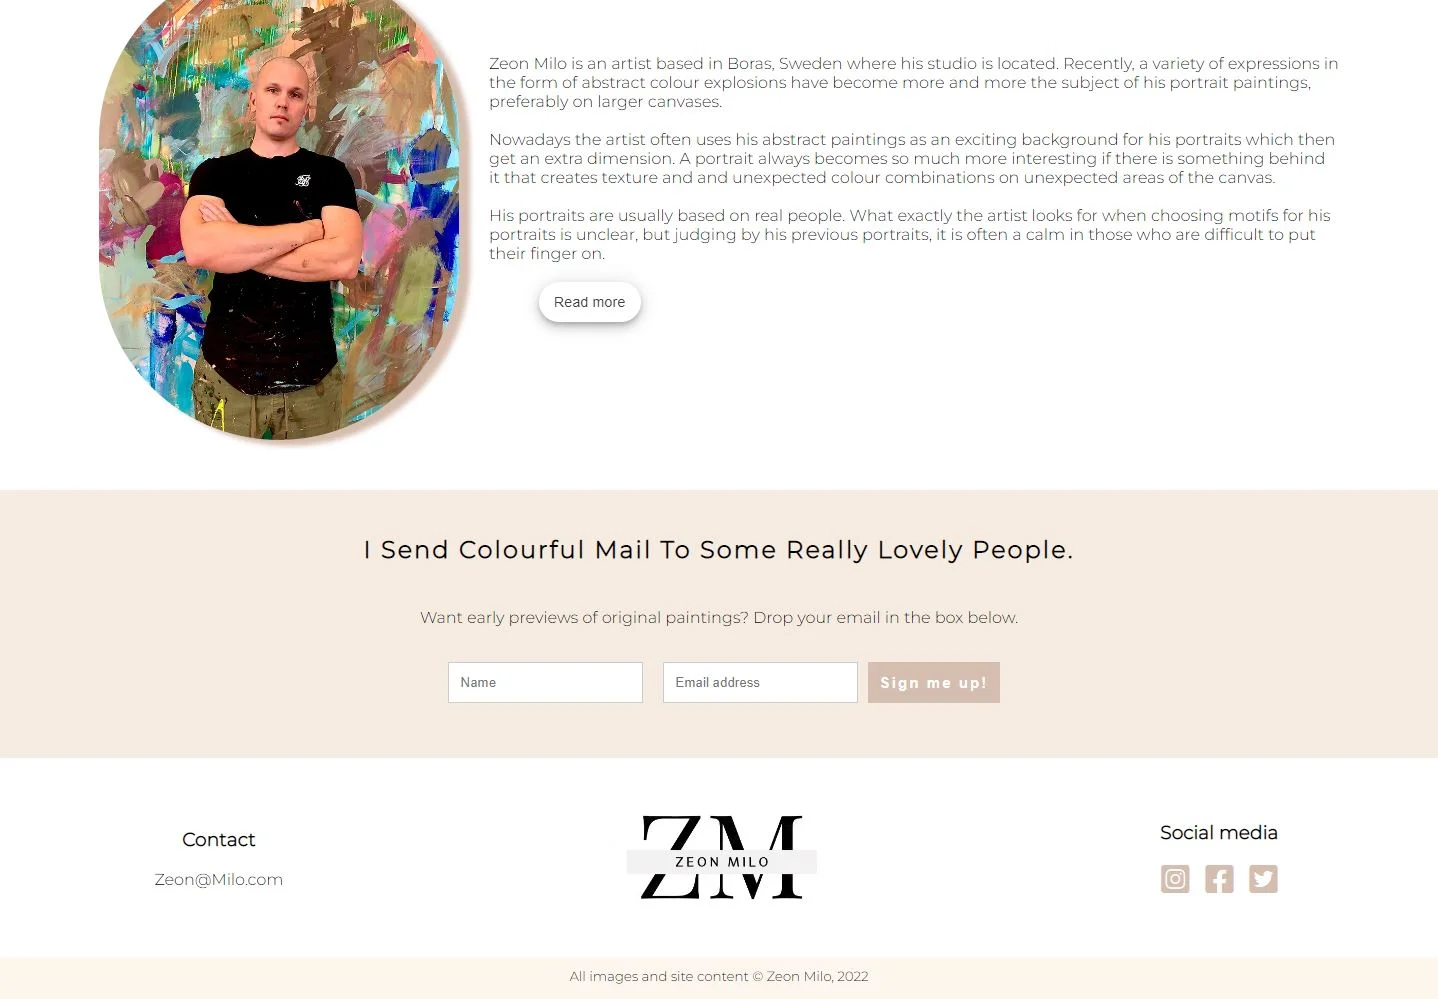 Zeon Milo is an artist based in Boras, Sweden where his studio is located. Recently, a variety of expressions in
the form of abstract colour explosions have become more and more the subject of his portrait paintings,
preferably on larger canvases.
Nowadays the artist often uses his abstract paintings as an exciting background for his portraits which then
get an extra dimension. A portrait always becomes so much more interesting if there is something behind
it that creates texture and and unexpected colour combinations on unexpected areas of the canvas.
His portraits are usually based on real people. What exactly the artist looks for when choosing motifs for his
portraits is unclear, but judging by his previous portraits, it is often a calm in those who are difficult to put
their finger on.
Read more
I Send Colourful Mail To Some Really Lovely People.
Want early previews of original paintings? Drop your email in the box below.
Name
Email address
Sign me up!
Contact
Zeon@Milo.com
ZM
ZEON MILO
Social media
All images and site content © Zeon Milo, 2022